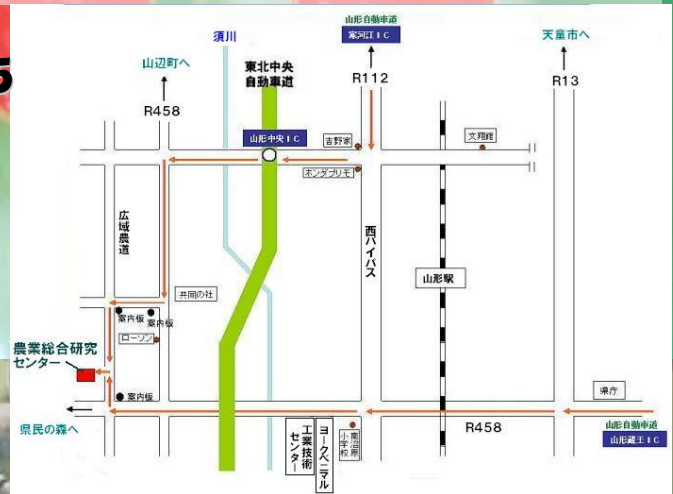 山形自動車道
寒河江IC
須川
天童市へ
山辺町へ
東北中央
自動車道
R112
R13
R458
山形中央IC
吉野家
文翔館
ホンダプリモ
広域農道
西バイパス
山形駅
共同の社
案内板
案内板
ローソン
農業総合研究
センター
案内板
県庁
県民の森へ
R458
山形自動車道
山形蔵王IC
工業技術
センター
ヨークベニマル
南沼原
小学校